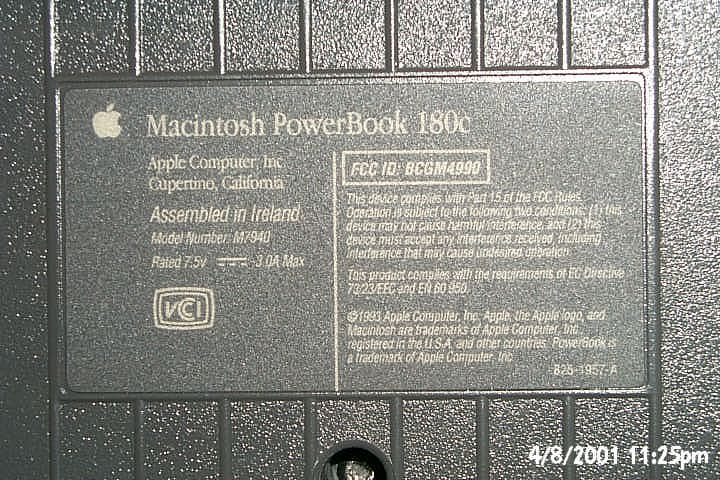 Macintosh PowerBook 180c
Apple Computer, Inc.
Cupertino, California
Assembled in Ireland
Model Number: M7940
Rated 7.5v 3.0A Max
VCI
FCC ID: BCGM4990
This device complies with Part 15 of the FDC Rules.
Operation is subject to the following two conditions: (1) this
device may not cause harmful interference, and (2) this
device must accept any interference received, including
interference that may cause undesired operation.
This product complies with the requirements of EC Directive
73/23/EEC and EN 60 950.
©1993 Apple Computer, Inc. Apple, the Apple logo, and
Macintosh are trademarks of Apple Computer, Inc.
registered in the U.S.A. and other countries. PowerBook is
a trademark of Apple Computer, Inc.
825-1957-A
4/8/2001 11:25pm